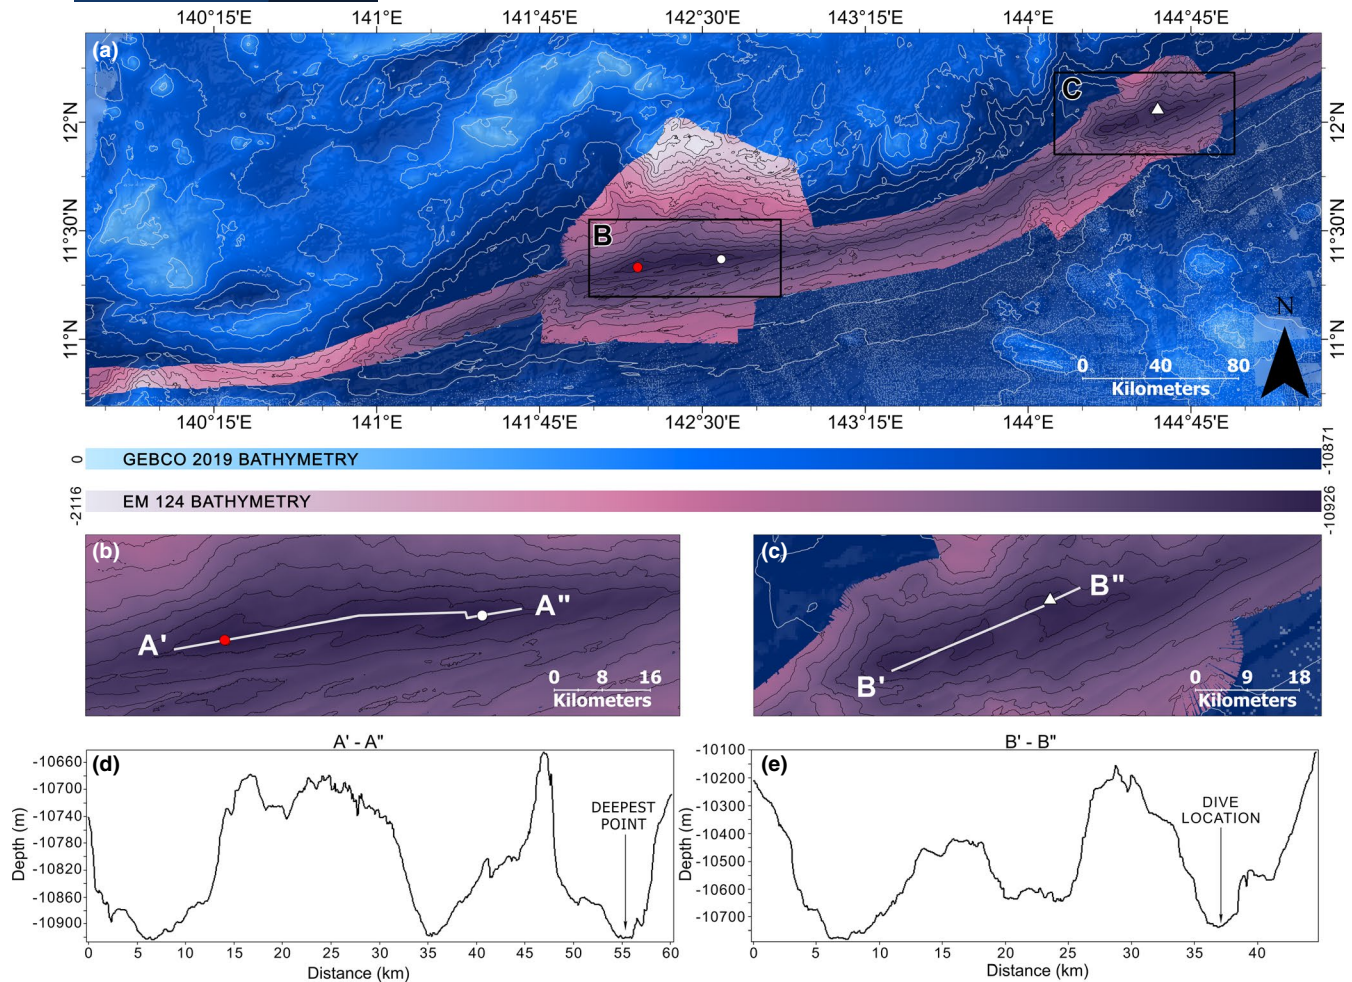 140°15'E 141°E 141°45'E 142°30'E 143°15'E 144°E 144°45'E
(a)
C
B
12°N 11°30'N 11°N
12°N 11°30'N 11°N
N
0 40 80
Kilometers
140°15'E 141°E 141°45'E 142°30'E 143°15'E 144°E 144°45'E
0 GEBCO 2019 BATHYMETRY -10871
-2116 EM 124 BATHYMETRY -10926
(b)
A' A"
0 8 16
Kilometers
(c)
B' B"
0 9 18
Kilometers
A' - A"
(d)
Depth (m)
-10660
-10700
-10740
-10780
-10820
-10860
-10900
DEEPEST
POINT
0 5 10 15 20 25 30 35 40 45 50 55 60
Distance (km)
B' - B"
(e)
Depth (m)
-10100
-10200
-10300
-10400
-10500
-10600
-10700
DIVE
LOCATION
0 5 10 15 20 25 30 35 40
Distance (km)